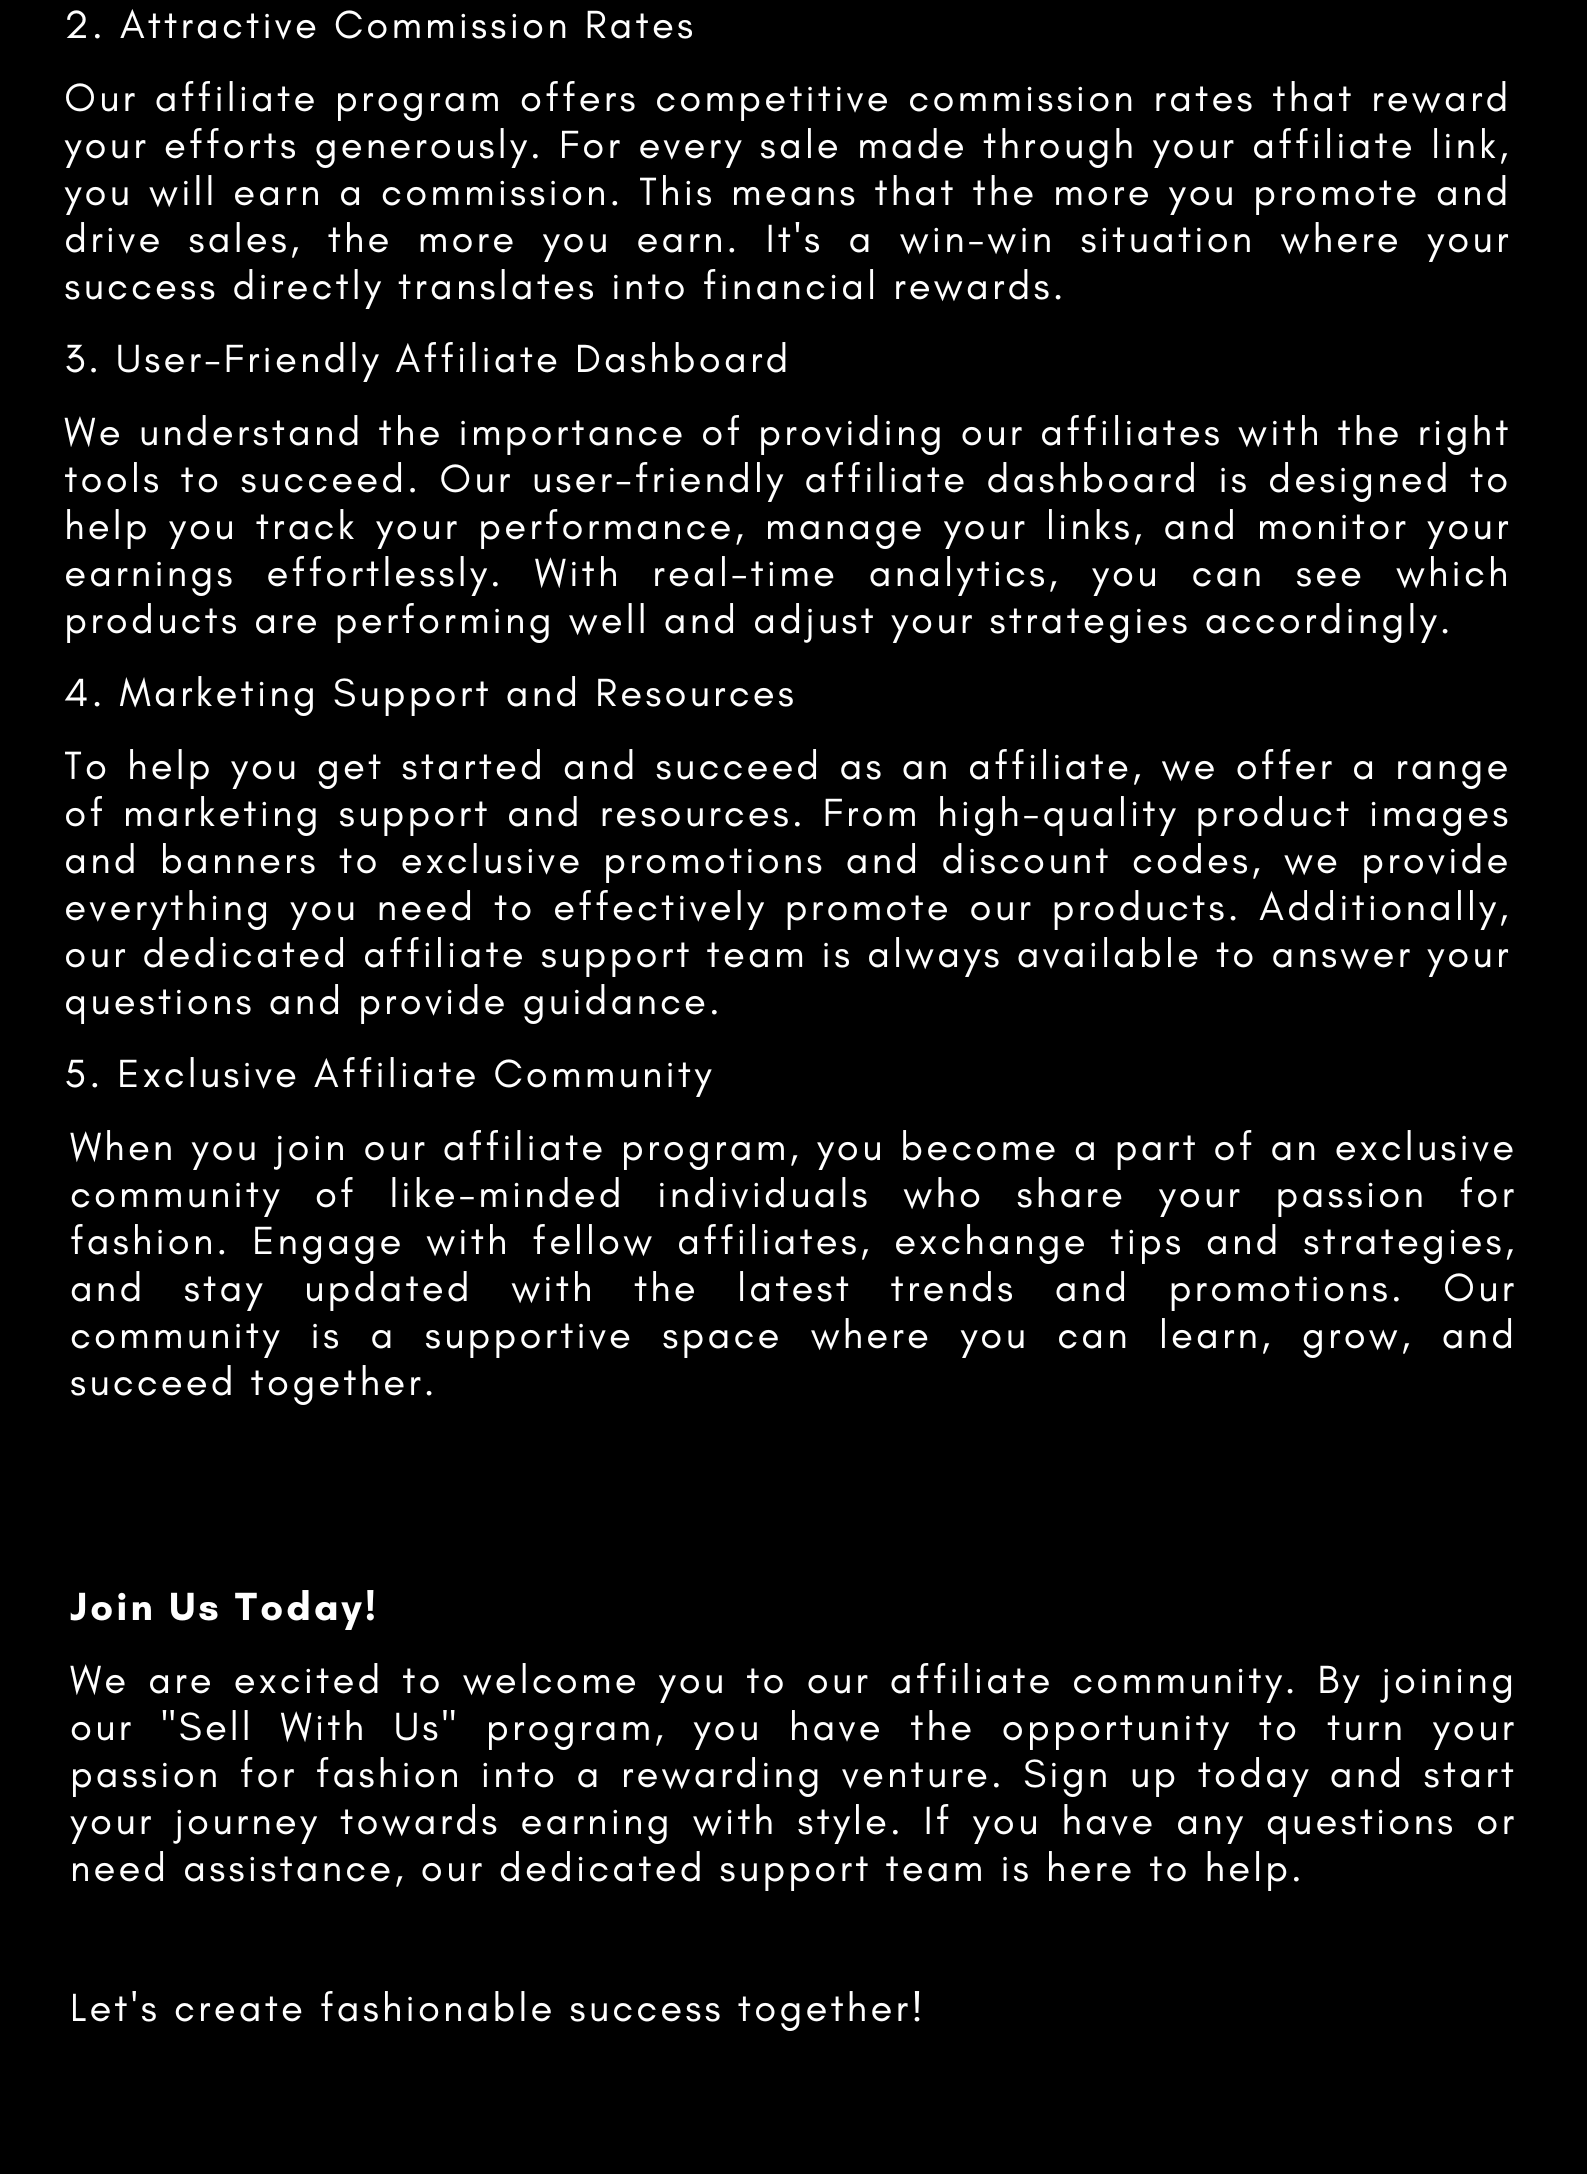 2. Attractive Commission Rates
Our affiliate program offers competitive commission rates that reward
your efforts generously. For every sale made through your affiliate link,
you will earn a commission. This means that the more you promote and
drive sales, the more you earn. It's a win-win situation where your
success directly translates into financial rewards.
3. User-Friendly Affiliate Dashboard
We understand the importance of providing our affiliates with the right
tools to succeed. Our user-friendly affiliate dashboard is designed to
help you track your performance, manage your links, and monitor your
earnings effortlessly. With real-time analytics, you can see which
products are performing well and adjust your strategies accordingly.
4. Marketing Support and Resources
To help you get started and succeed as an affiliate, we offer a range
of marketing support and resources. From high-quality product images
and banners to exclusive promotions and discount codes, we provide
everything you need to effectively promote our products. Additionally,
our dedicated affiliate support team is always available to answer your
questions and provide guidance.
5. Exclusive Affiliate Community
When you join our affiliate program, you become a part of an exclusive
community of like-minded individuals who share your passion for
fashion. Engage with fellow affiliates, exchange tips and strategies,
and stay updated with the latest trends and promotions. Our
community is a supportive space where you can learn, grow, and
succeed together.
Join Us Today!
We are excited to welcome you to our affiliate community. By joining
our "Sell With Us" program, you have the opportunity to turn your
passion for fashion into a rewarding venture. Sign up today and start
your journey towards earning with style. If you have any questions or
need assistance, our dedicated support team is here to help.
Let's create fashionable success together!